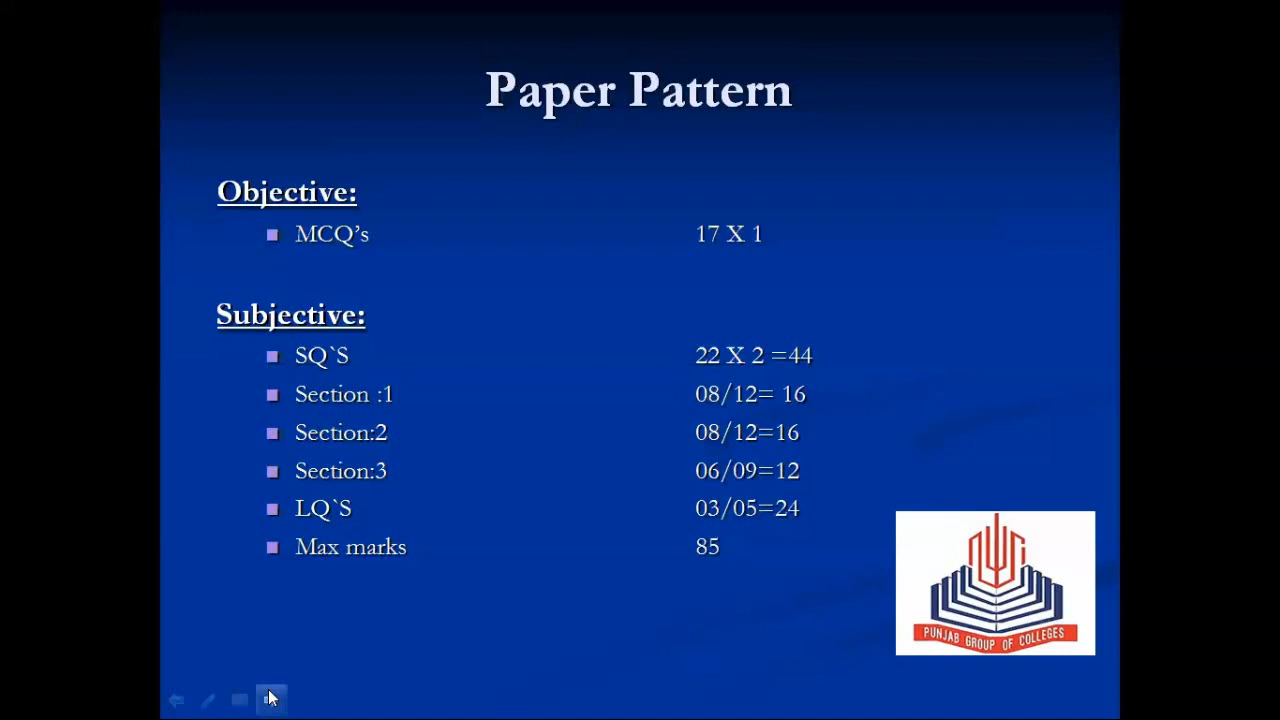 Paper Pattern
Objective:
MCQ’s 17 X 1
Subjective:
SQ`S 22 X 2 =44
Section :1 08/12= 16
Section:2 08/12=16
Section:3 06/09=12
LQ`S 03/05=24
Max marks 85
PUNJAB GROUP OF COLLEGES